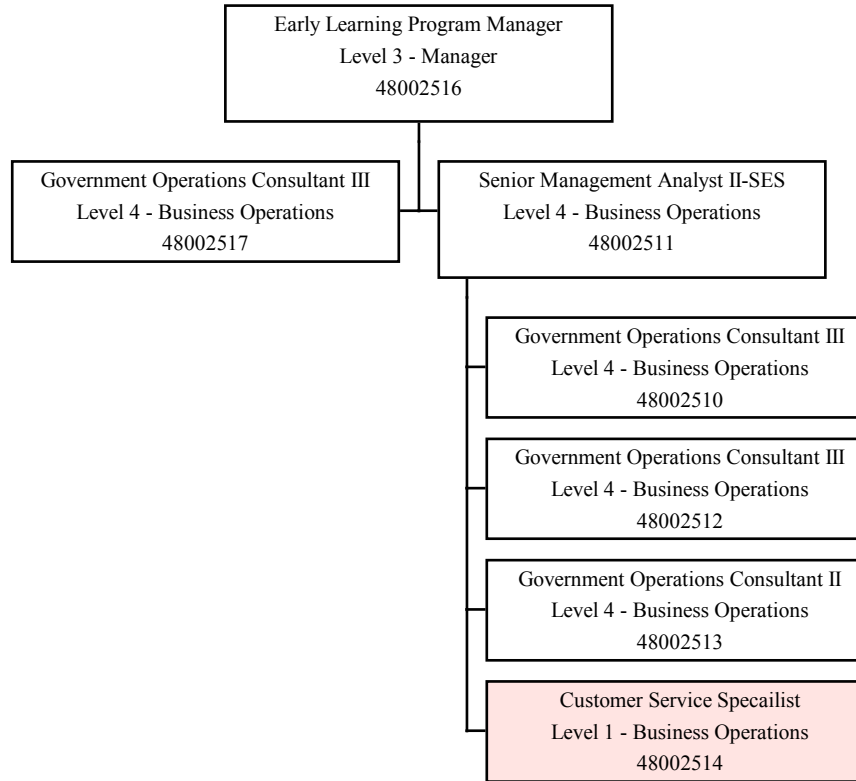 Early Learning Program Manager
Level 3 - Manager
48002516
Government Operations Consultant III
Level 4 - Business Operations
48002517
Senior Management Analyst II-SES
Level 4 - Business Operations
48002511
Government Operations Consultant III
Level 4 - Business Operations
48002510
Government Operations Consultant III
Level 4 - Business Operations
48002512
Government Operations Consultant II
Level 4 - Business Operations
48002513
Customer Service Specailist
Level 1 - Business Operations
48002514